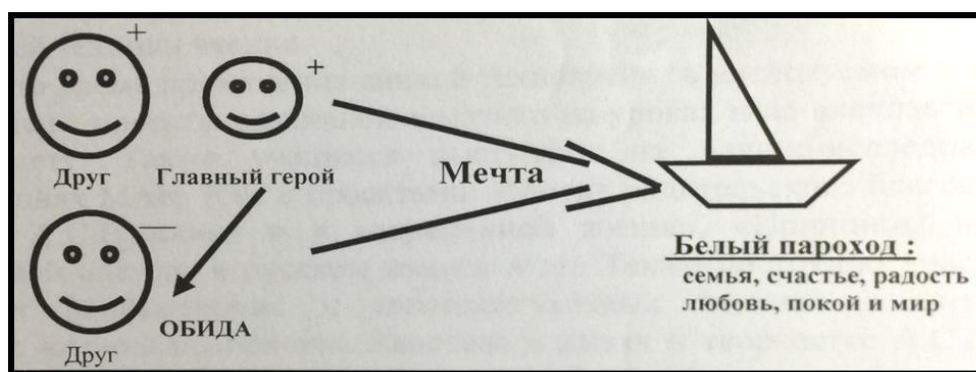 +
+
Друг
Главный герой
Мечта
Белый пароход :
семья, счастье, радость
любовь, покой и мир
ОБИДА
Друг